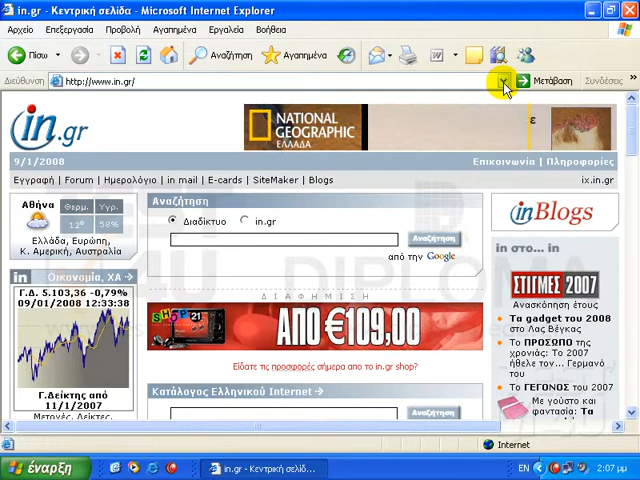 in.gr - Κεντρική σελίδα - Microsoft Internet Explorer
Αρχείο Επεξεργασία Προβολή Αγαπημένα Εργαλεία Βοήθεια
Πίσω Αναζήτηση Αγαπημένα
Διεύθυνση http://www.in.gr/ Μετάβαση Συνδέσεις »
in.gr
NATIONAL GEOGRAPHIC
ΕΛΛΑΔΑ
ε
9/1/2008 Επικοινωνία | Πληροφορίες
Εγγραφή | Forum | Ημερολόγιο | in mail | E-cards | SiteMaker | Blogs ix.in.gr
Αθήνα Θερμ. Υγρ.
12° 58%
Ελλάδα, Ευρώπη,
Κ. Αμερική, Αυστραλία
Αναζήτηση
Διαδίκτυο in.gr
Αναζήτηση
από την Google
inBlogs
in στο... in
ΣΤΙΓΜΕΣ 2007
Ανασκόπηση έτους
Τα gadget του 2008
στο Λας Βέγκας
Το ΠΡΟΣΩΠΟ της
χρονιάς: Το 2007
ήθελε τον... Γερμανό
του
Το ΓΕΓΟΝΟΣ του 2007
Με γούστο και
φαντασία: Τα
in Οικονομία, ΧΑ
Γ.Δ. 5.103,36 -0,79%
09/01/2008 12:33:38
Γ.Δείκτης από
11/1/2007
Μετοχές, Δείκτες,
ΔΙΑΦΗΜΙΣΗ
SHOP 21
ΑΠΟ €109,00
Είδατε τις προσφορές σήμερα απο το in.gr shop?
Κατάλογος Ελληνικού Internet
Αναζήτηση
Internet
έναρξη in.gr - Κεντρική σελίδ... EN 2:07 μμ